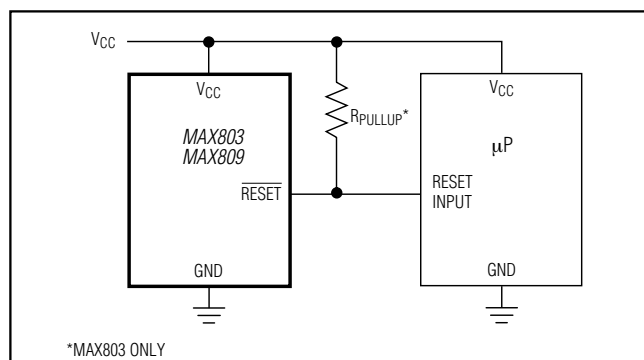 VCC
VCC
MAX803
MAX809
RESET
GND
RPULLUP*
VCC
μP
RESET
INPUT
GND
*MAX803 ONLY